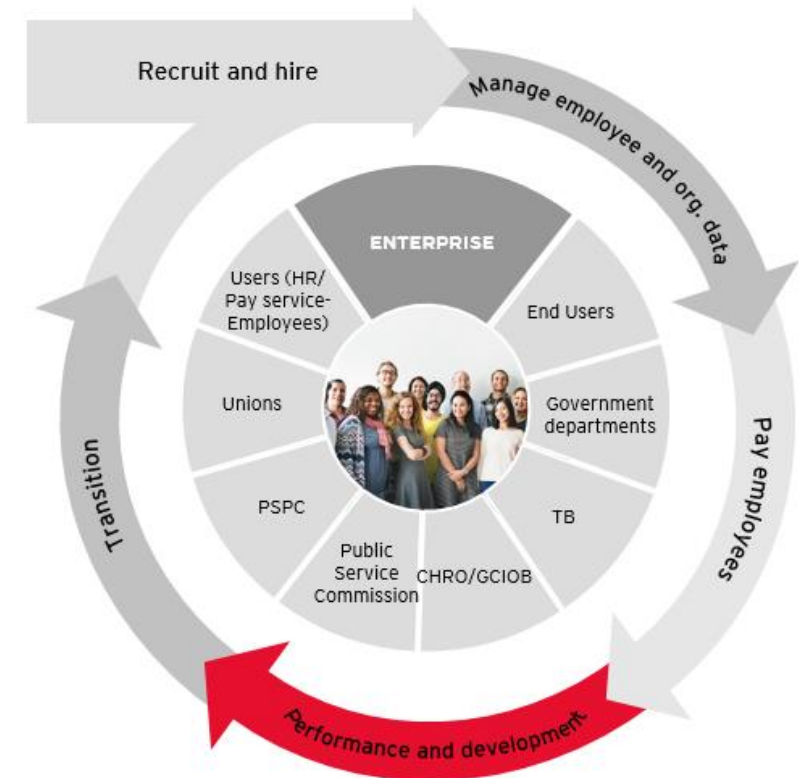 Recruit and hire
Manage employee and org. data
ENTERPRISE
Users (HR/
Pay service-
Employees)
End Users
Unions
Government
departments
Pay employees
Transition
PSPC
TB
Public
Service
Commission
CHRO/GCIOB
Performance and development